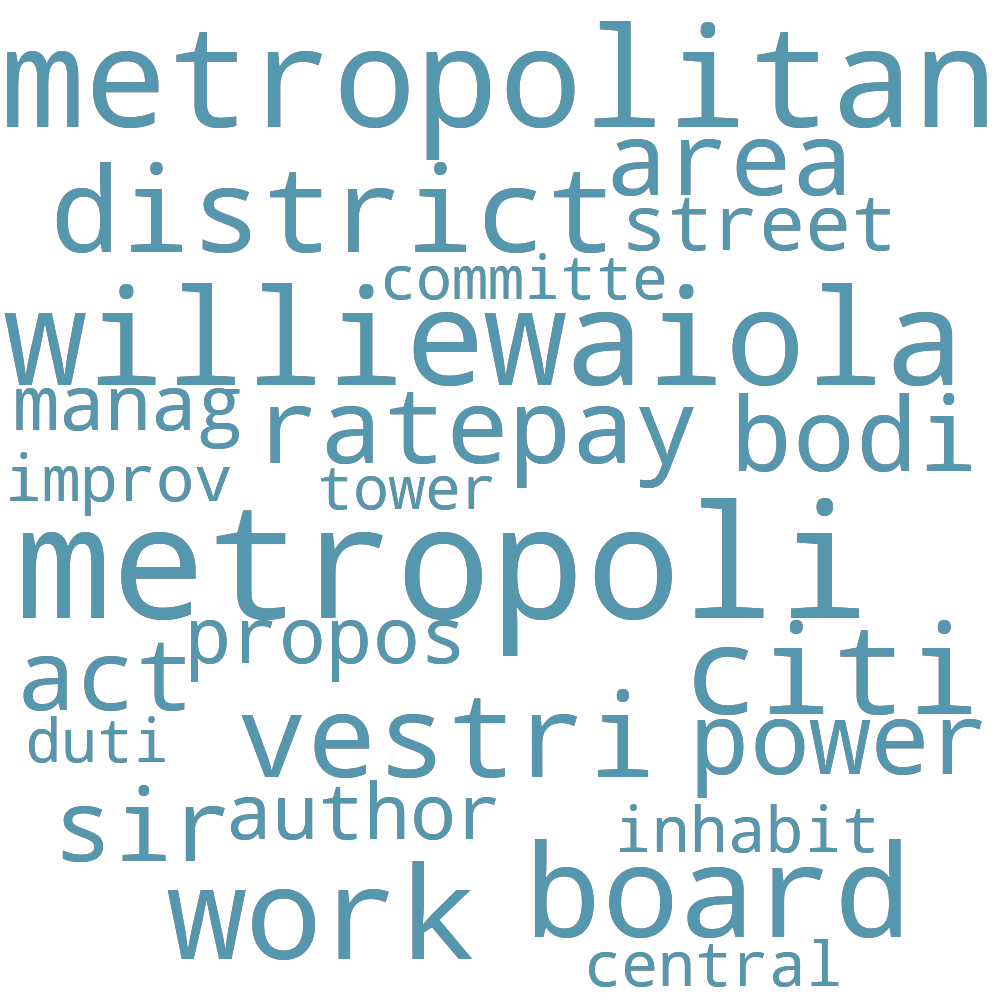 metropolitan
area
district
street
committe
williewaiola
manag
ratepay
bodi
improv
tower
metropoli
propos
act
citi
duti
vestri
power
sir
author
inhabit
work
board
central